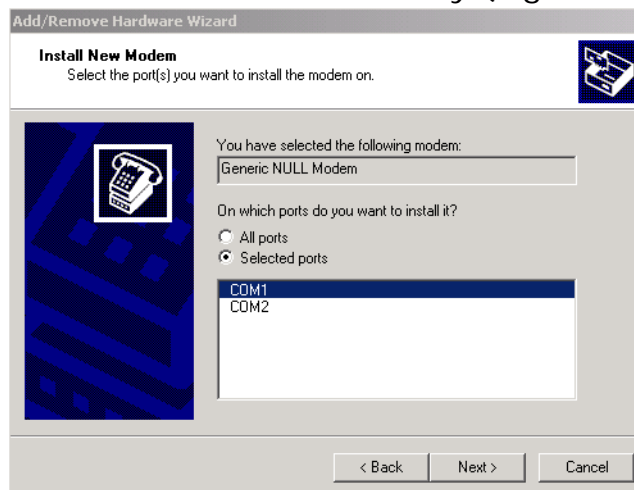 Add/Remove Hardware Wizard
Install New Modem
Select the port(s) you want to install the modem on.
You have selected the following modem:
Generic NULL Modem
On which ports do you want to install it?
All ports
Selected ports
COM1
COM2
< Back Next > Cancel